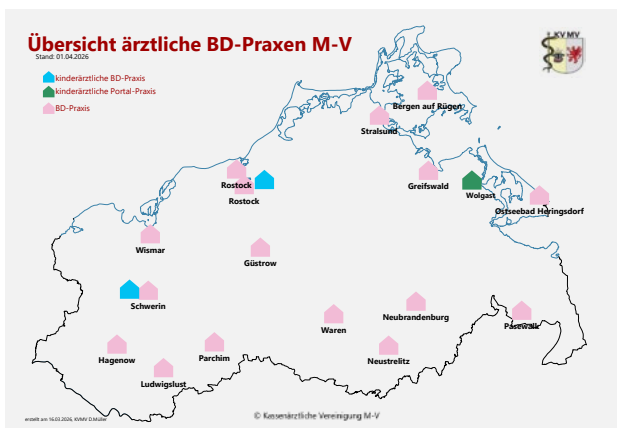 Übersicht ärztliche BD-Praxen M-V
Stand: 01.04.2026
KV MV
kinderärztliche BD-Praxis
kinderärztliche Portal-Praxis
BD-Praxis
Bergen auf Rügen
Stralsund
Rostock
Rostock
Greifswald
Wolgast
Ostseebad Heringsdorf
Wismar
Güstrow
Schwerin
Waren
Neubrandenburg
Pasewalk
Hagenow
Parchim
Neustrelitz
Ludwigslust
erstellt am 16.03.2026, KVMV D.Müller
© Kassenärztliche Vereinigung M-V